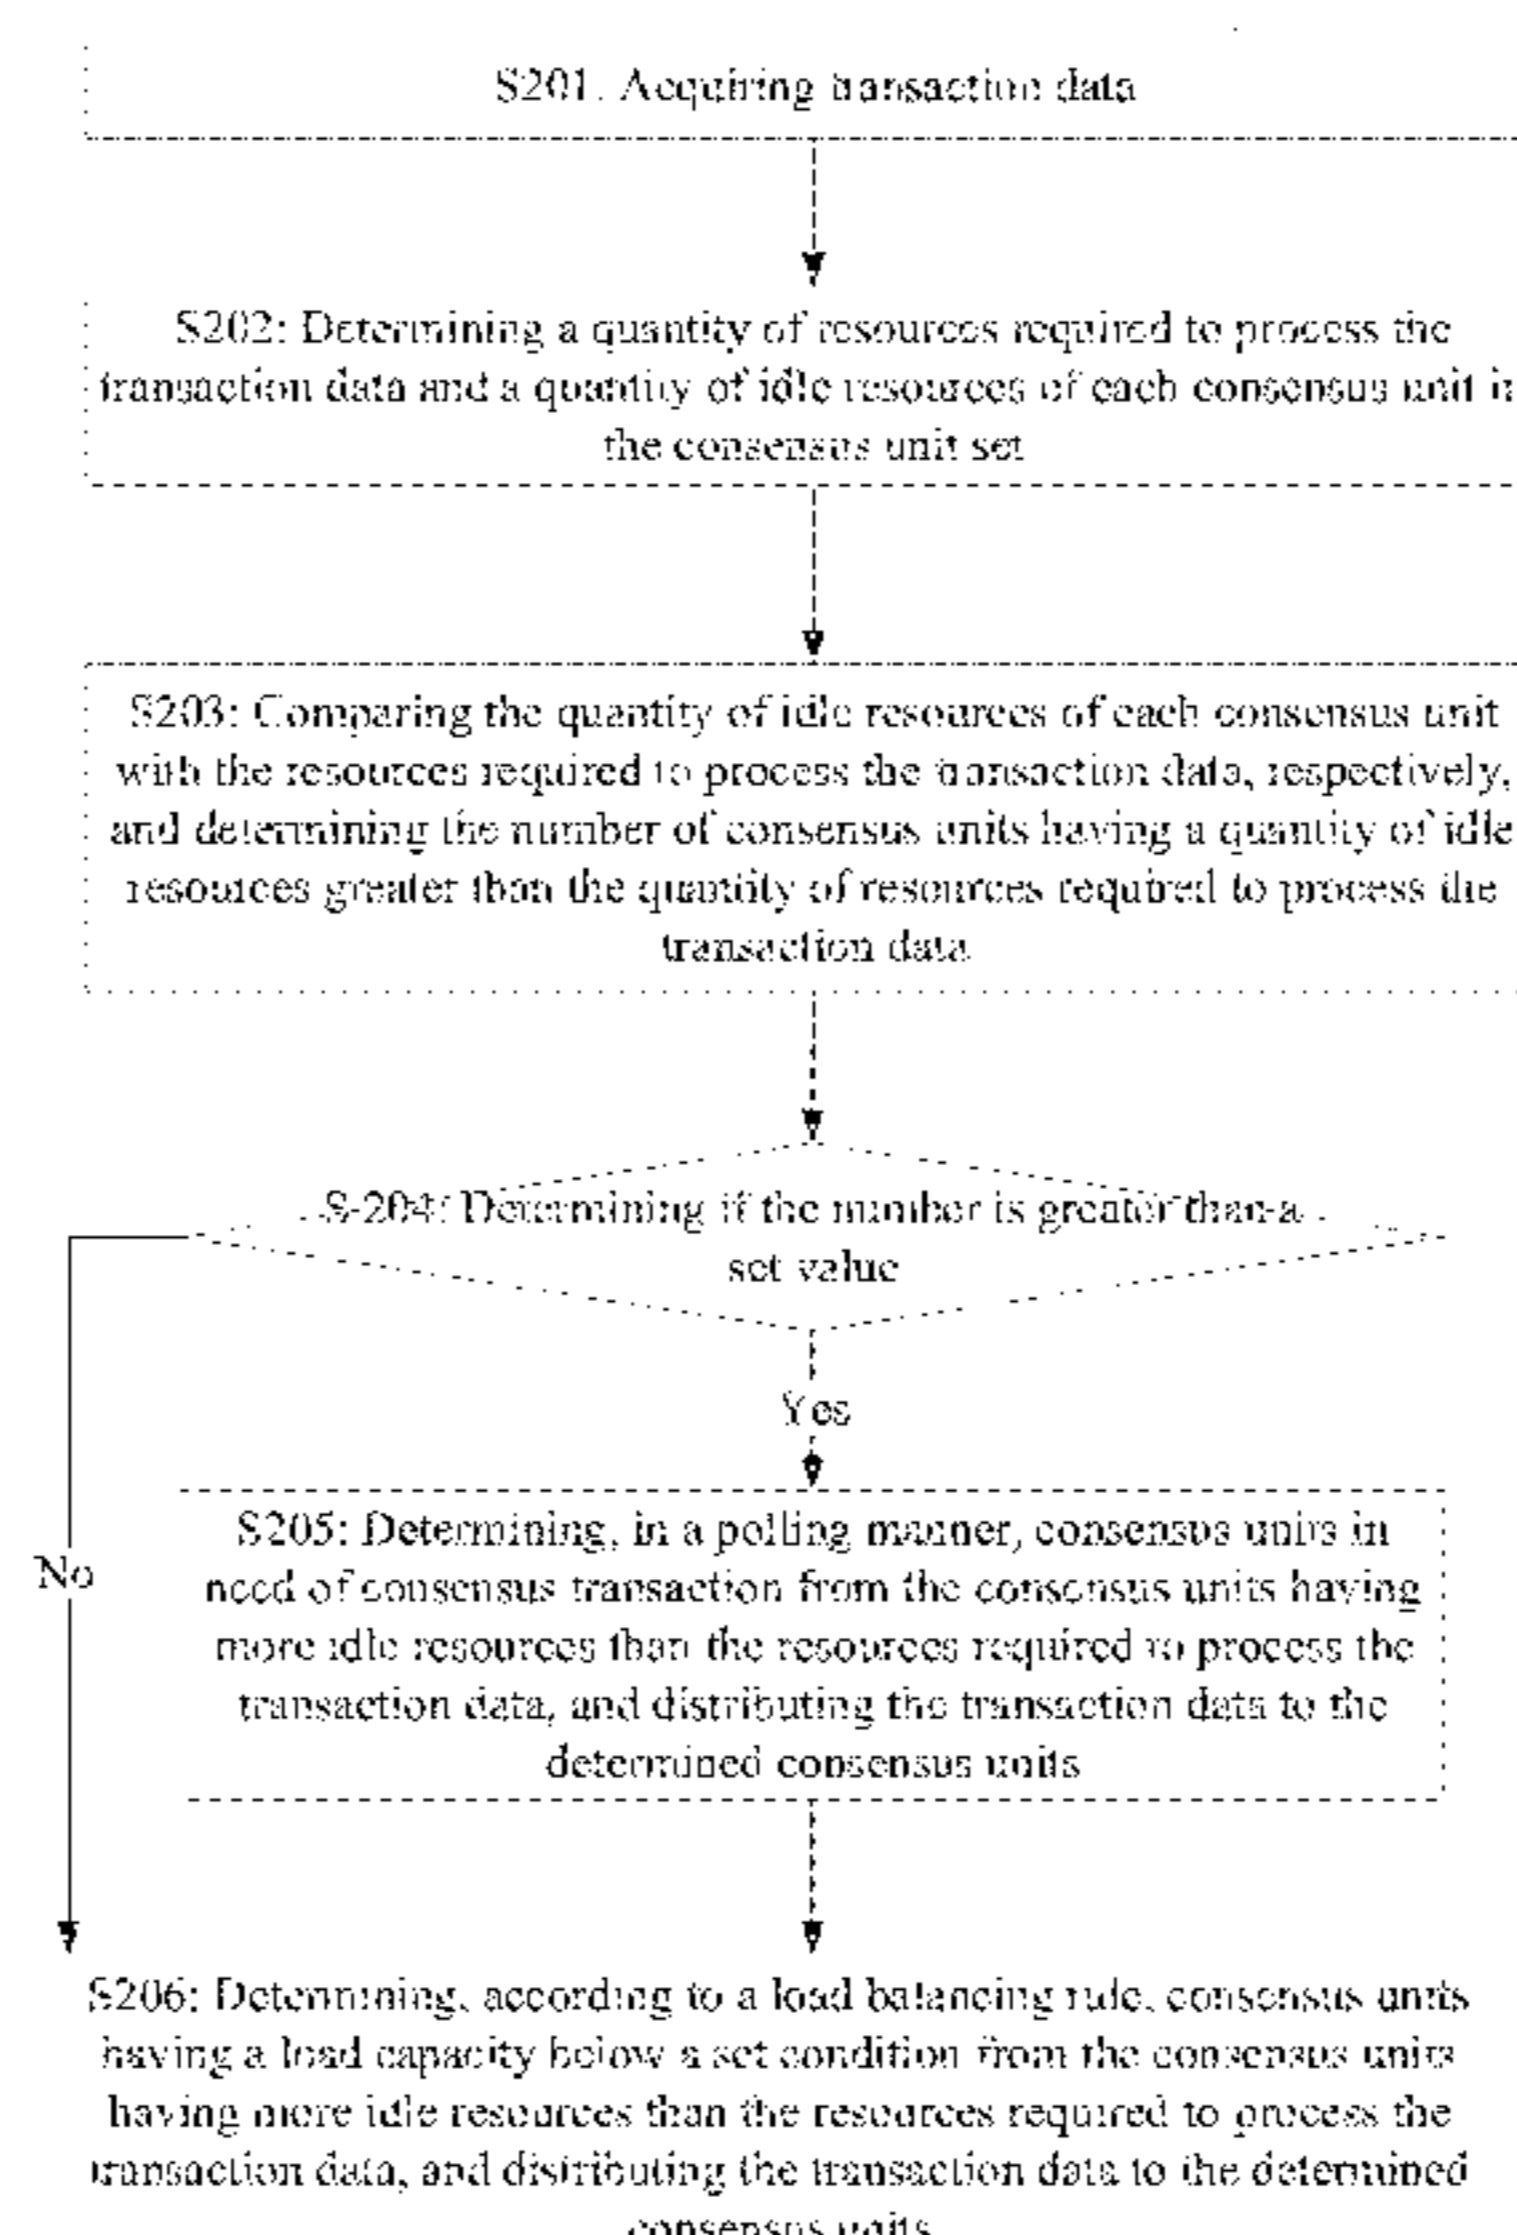 S201. Acquiring transaction data
S202: Determining a quantity of resources required to process the
transaction data and a quantity of idle resources of each consensus unit in
the consensus unit set
S203: Comparing the quantity of idle resources of each consensus unit
with the resources required to process the transaction data, respectively,
and determining the number of consensus units having a quantity of idle
resources greater than the quantity of resources required to process the
transaction data
S204: Determining if the number is greater than a
set value
Yes
S205: Determining, in a polling manner, consensus units in
No
need of consensus transaction from the consensus units having
more idle resources than the resources required to process the
transaction data, and distributing the transaction data to the
determined consensus units
S206: Determining, according to a load balancing rule, consensus units
having a load capacity below a set condition from the consensus units
having more idle resources than the resources required to process the
transaction data, and distributing the transaction data to the determined
consensus units